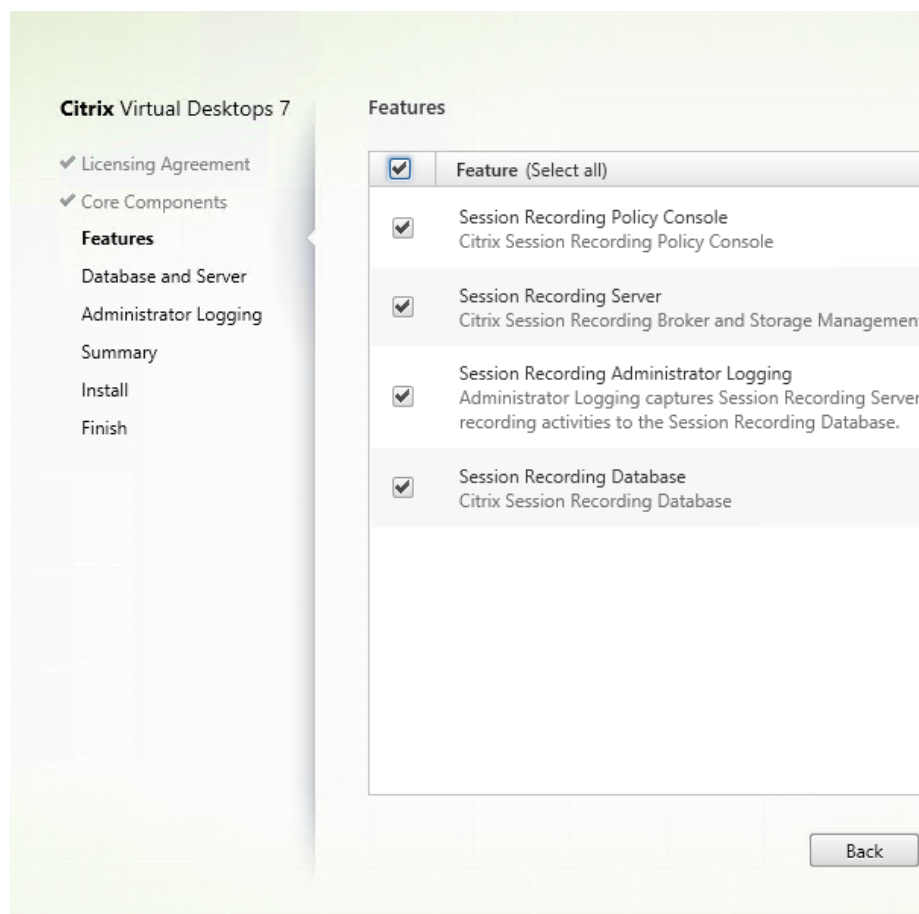 Citrix Virtual Desktops 7
Licensing Agreement
Core Components
Features
Database and Server
Administrator Logging
Summary
Install
Finish
Features
Feature (Select all)
Session Recording Policy Console
Citrix Session Recording Policy Console
Session Recording Server
Citrix Session Recording Broker and Storage Managemen
Session Recording Administrator Logging
Administrator Logging captures Session Recording Server
recording activities to the Session Recording Database.
Session Recording Database
Citrix Session Recording Database
Back